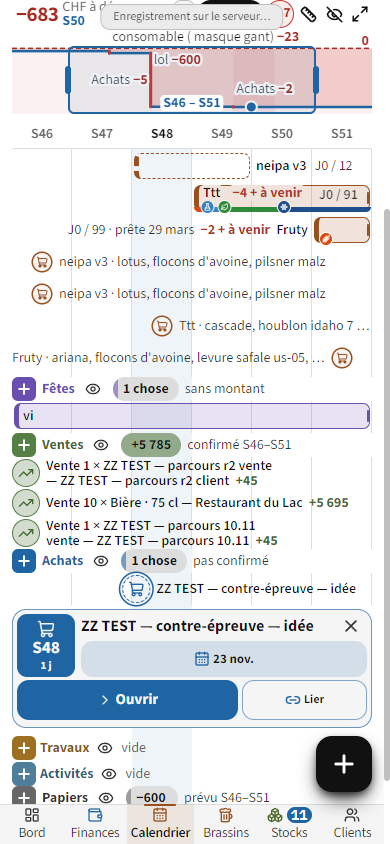 −683 CHF à dé
S50
Enregistrement sur le serveur…
7
consomable ( masque gant) −23
0
lol −600
Achats −5
Achats −2
S46 – S51
S46 S47 S48 S49 S50 S51
neipa v3 J0 / 12
Ttt −4 + à venir J0 / 91
J0 / 99 · prête 29 mars −2 + à venir Fruty
neipa v3 · lotus, flocons d'avoine, pilsner malz
neipa v3 · lotus, flocons d'avoine, pilsner malz
Ttt · cascade, houblon idaho 7 …
Fruty · ariana, flocons d'avoine, levure safale us-05, …
Fêtes 1 chose sans montant
vi
Ventes +5 785 confirmé S46–S51
Vente 1 × ZZ TEST — parcours r2 vente
— ZZ TEST — parcours r2 client +45
Vente 10 × Bière · 75 cl — Restaurant du Lac +5 695
Vente 1 × ZZ TEST — parcours 10.11
vente — ZZ TEST — parcours 10.11 +45
Achats 1 chose pas confirmé
ZZ TEST — contre-épreuve — idée
S48
1 j
ZZ TEST — contre-épreuve — idée
23 nov.
Ouvrir
Lier
Travaux vide
Activités vide
Papiers −600 prévu S46–S51
11
Bord Finances Calendrier Brassins Stocks Clients